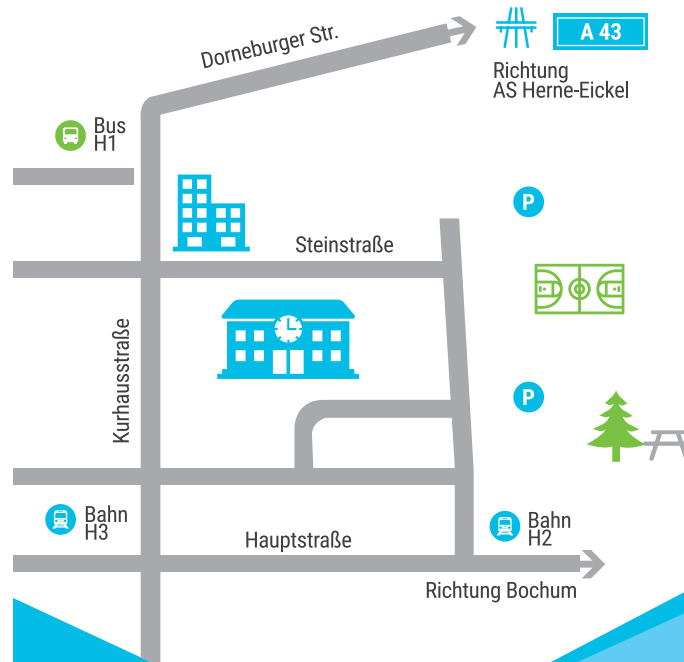 Dorneburger Str.
A 43
Richtung
AS Herne-Eickel
Bus
H1
P
Steinstraße
Kurhausstraße
P
Bahn
H3
Hauptstraße
Bahn
H2
Richtung Bochum